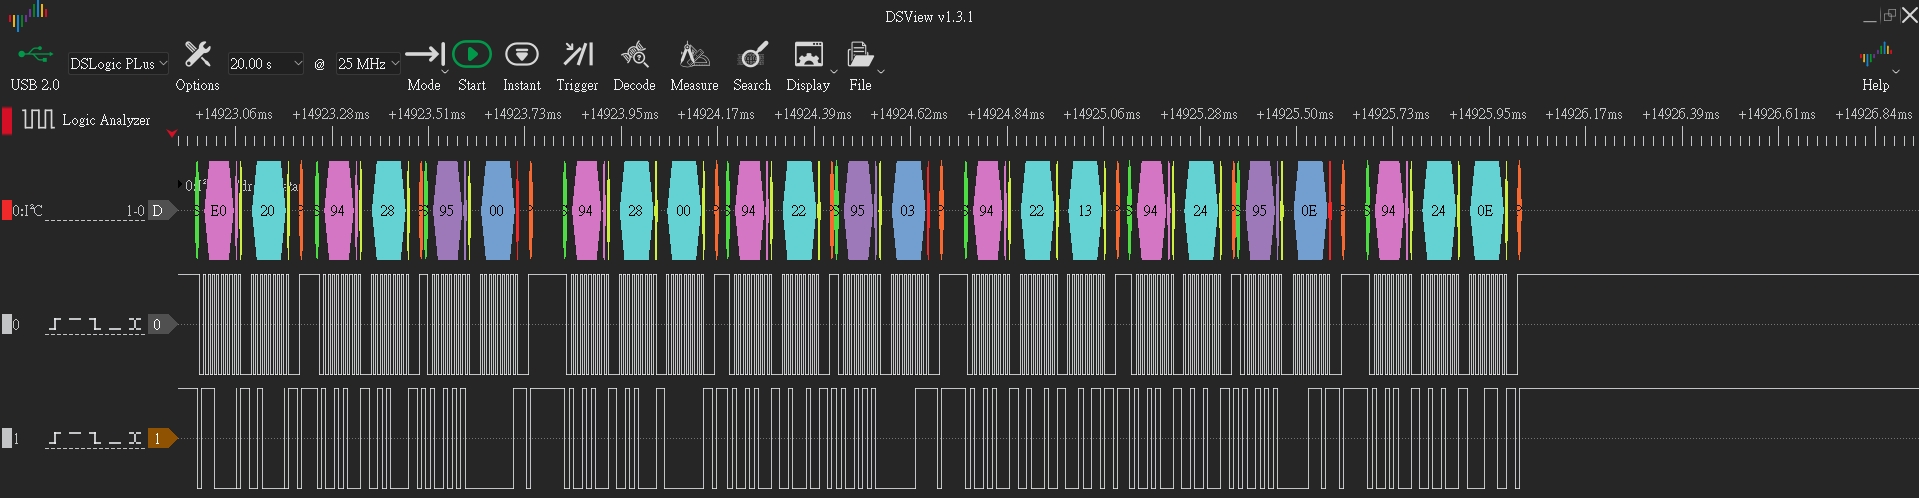 DSView v1.3.1
USB 2.0
DSLogic PLus
Options
20.00 s
@
25 MHz
Mode
Start
Instant
Trigger
Decode
Measure
Search
Display
File
Help
Logic Analyzer
+14923.06ms +14923.28ms +14923.51ms +14923.73ms +14923.95ms +14924.17ms +14924.39ms +14924.62ms +14924.84ms +14925.06ms +14925.28ms +14925.50ms +14925.73ms +14925.95ms +14926.17ms +14926.39ms +14926.61ms +14926.84ms
0:I²C 1-0 D
E0 20 94 28 95 00 94 28 00 94 22 95 03 94 22 13 94 24 95 0E 94 24 0E
0 0
1 1